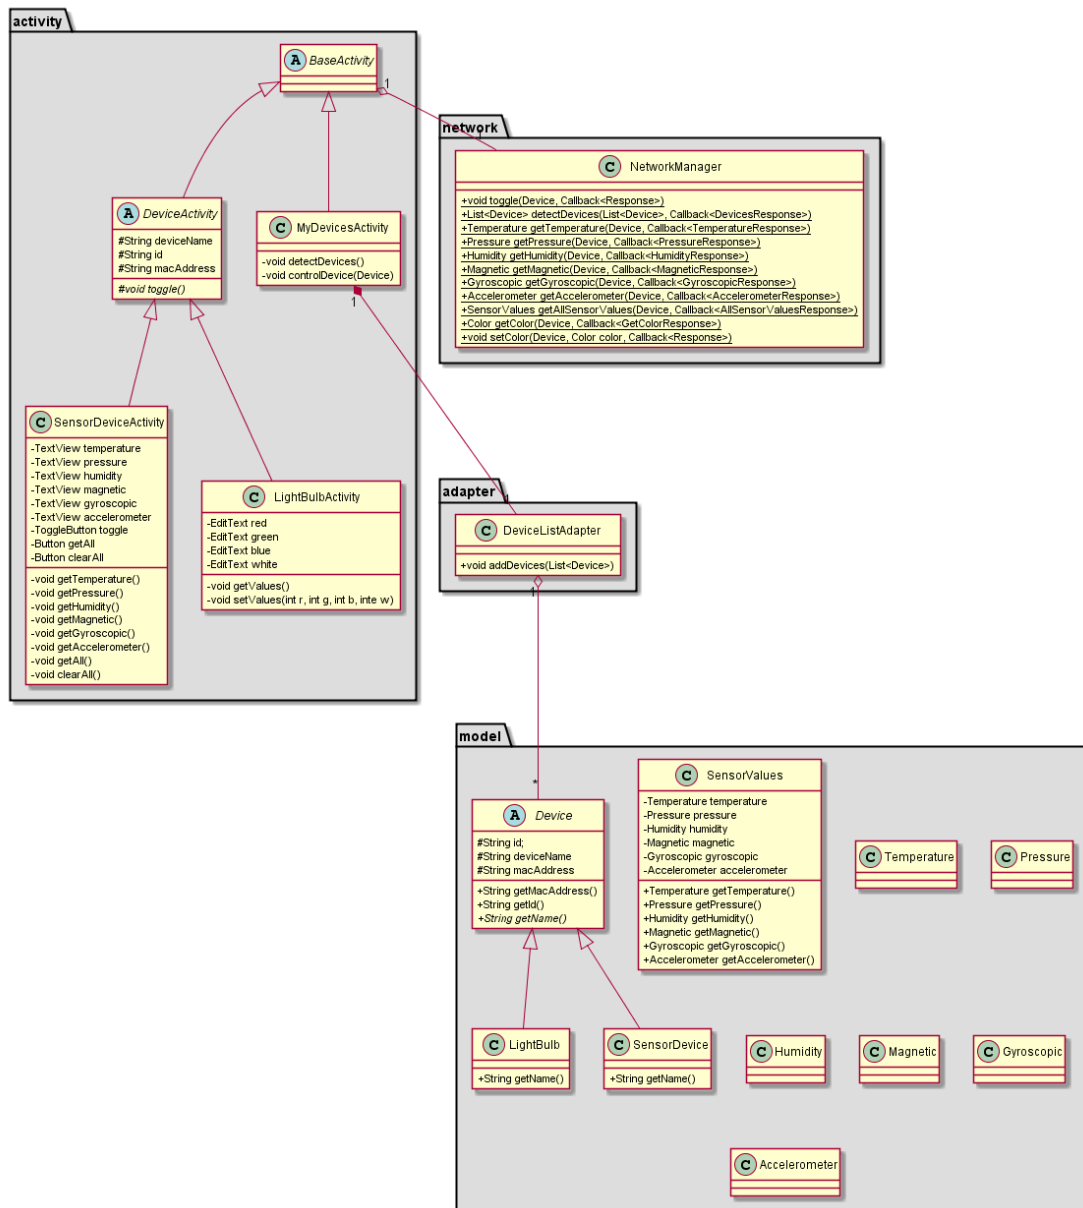 activity
A BaseActivity
1
network
1
C NetworkManager
+void toggle(Device, Callback<Response>)
+List<Device> detectDevices(List<Device>, Callback<DevicesResponse>)
+Temperature getTemperature(Device, Callback<TemperatureResponse>)
+Pressure getPressure(Device, Callback<PressureResponse>)
+Humidity getHumidity(Device, Callback<HumidityResponse>)
+Magnetic getMagnetic(Device, Callback<MagneticResponse>)
+Gyroscopic getGyroscopic(Device, Callback<GyroscopicResponse>)
+Accelerometer getAccelerometer(Device, Callback<AccelerometerResponse>)
+SensorValues getAllSensorValues(Device, Callback<AllSensorValuesResponse>)
+Color getColor(Device, Callback<GetColorResponse>)
+void setColor(Device, Color color, Callback<Response>)
A DeviceActivity
#String deviceName
#String id
#String macAddress
#void toggle()
C MyDevicesActivity
-void detectDevices()
-void controlDevice(Device)
1
C SensorDeviceActivity
-TextView temperature
-TextView pressure
-TextView humidity
-TextView magnetic
-TextView gyroscopic
-TextView accelerometer
-ToggleButton toggle
-Button getAll
-Button clearAll
-void getTemperature()
-void getPressure()
-void getHumidity()
-void getMagnetic()
-void getGyroscopic()
-void getAccelerometer()
-void getAll()
-void clearAll()
C LightBulbActivity
-EditText red
-EditText green
-EditText blue
-EditText white
-void getValues()
-void setValues(int r, int g, int b, inte w)
adapter
1
C DeviceListAdapter
+void addDevices(List<Device>)
1
model
*
A Device
#String id;
#String deviceName
#String macAddress
+String getMacAddress()
+String getId()
+String getName()
C SensorValues
-Temperature temperature
-Pressure pressure
-Humidity humidity
-Magnetic magnetic
-Gyroscopic gyroscopic
-Accelerometer accelerometer
+Temperature getTemperature()
+Pressure getPressure()
+Humidity getHumidity()
+Magnetic getMagnetic()
+Gyroscopic getGyroscopic()
+Accelerometer getAccelerometer()
C Temperature
C Pressure
C LightBulb
+String getName()
C SensorDevice
+String getName()
C Humidity
C Magnetic
C Gyroscopic
C Accelerometer